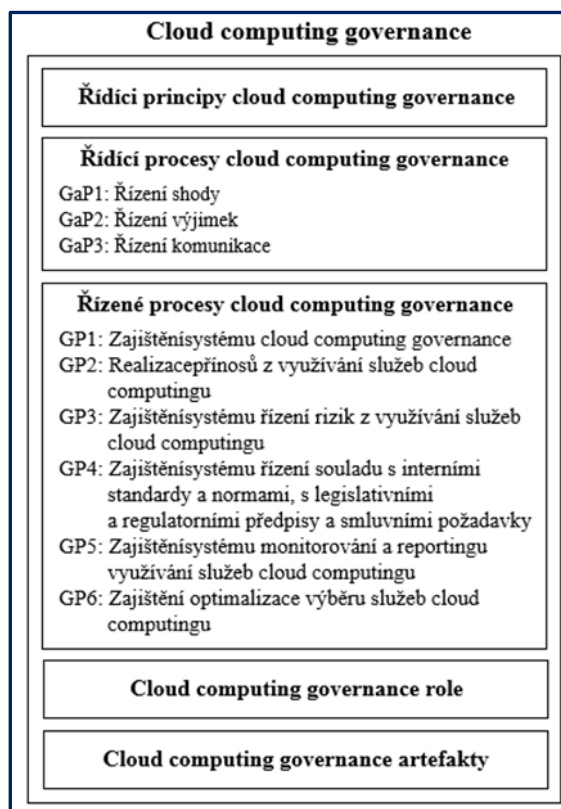 Cloud computing governance
Řídíci principy cloud computing governance
Řídící procesy cloud computing governance
GaP1: Řízení shody
GaP2: Řízení výjimek
GaP3: Řízení komunikace
Řízené procesy cloud computing governance
GP1: Zajištěnísystému cloud computing governance
GP2: Realizacepřínosů z využívání služeb cloud
computingu
GP3: Zajištěnísystému řízení rizik z využívání služeb
cloud computingu
GP4: Zajištěnísystému řízení souladu s interními
standardy a normami, s legislativními
a regulatorními předpisy a smluvními požadavky
GP5: Zajištěnísystému monitorování a reportingu
využívání služeb cloud computingu
GP6: Zajištění optimalizace výběru služeb cloud
computingu
Cloud computing governance role
Cloud computing governance artefakty